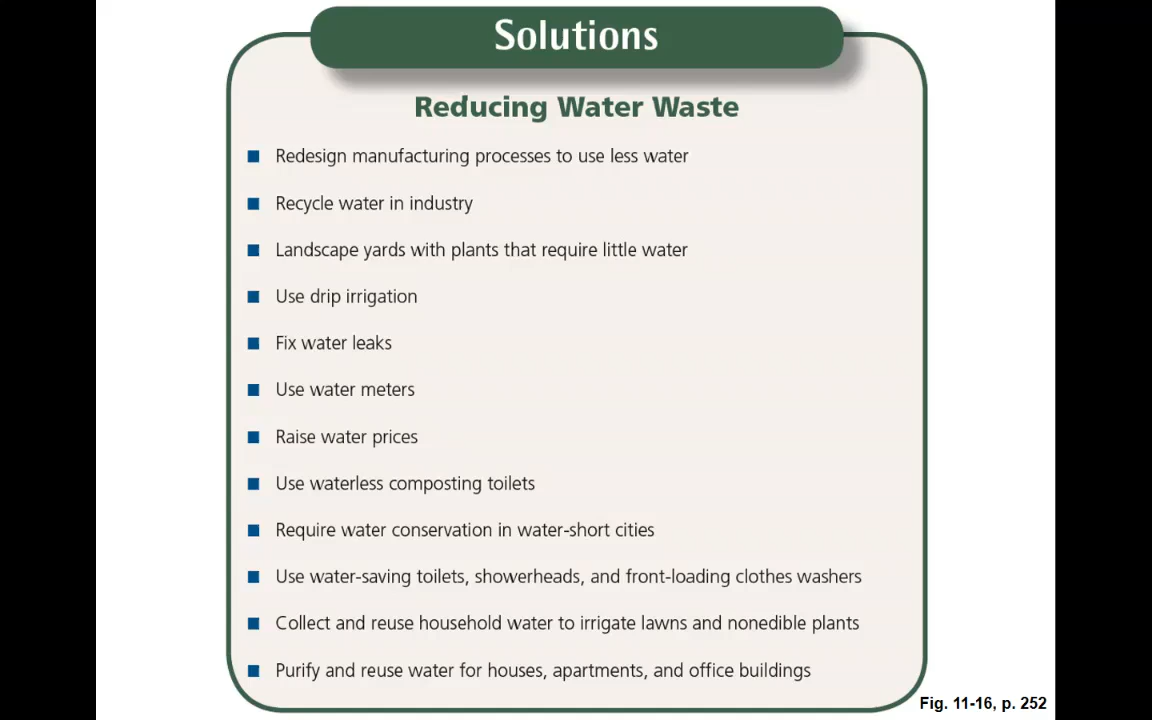 Solutions
Reducing Water Waste
Redesign manufacturing processes to use less water
Recycle water in industry
Landscape yards with plants that require little water
Use drip irrigation
Fix water leaks
Use water meters
Raise water prices
Use waterless composting toilets
Require water conservation in water-short cities
Use water-saving toilets, showerheads, and front-loading clothes washers
Collect and reuse household water to irrigate lawns and nonedible plants
Purify and reuse water for houses, apartments, and office buildings
Fig. 11-16, p. 252